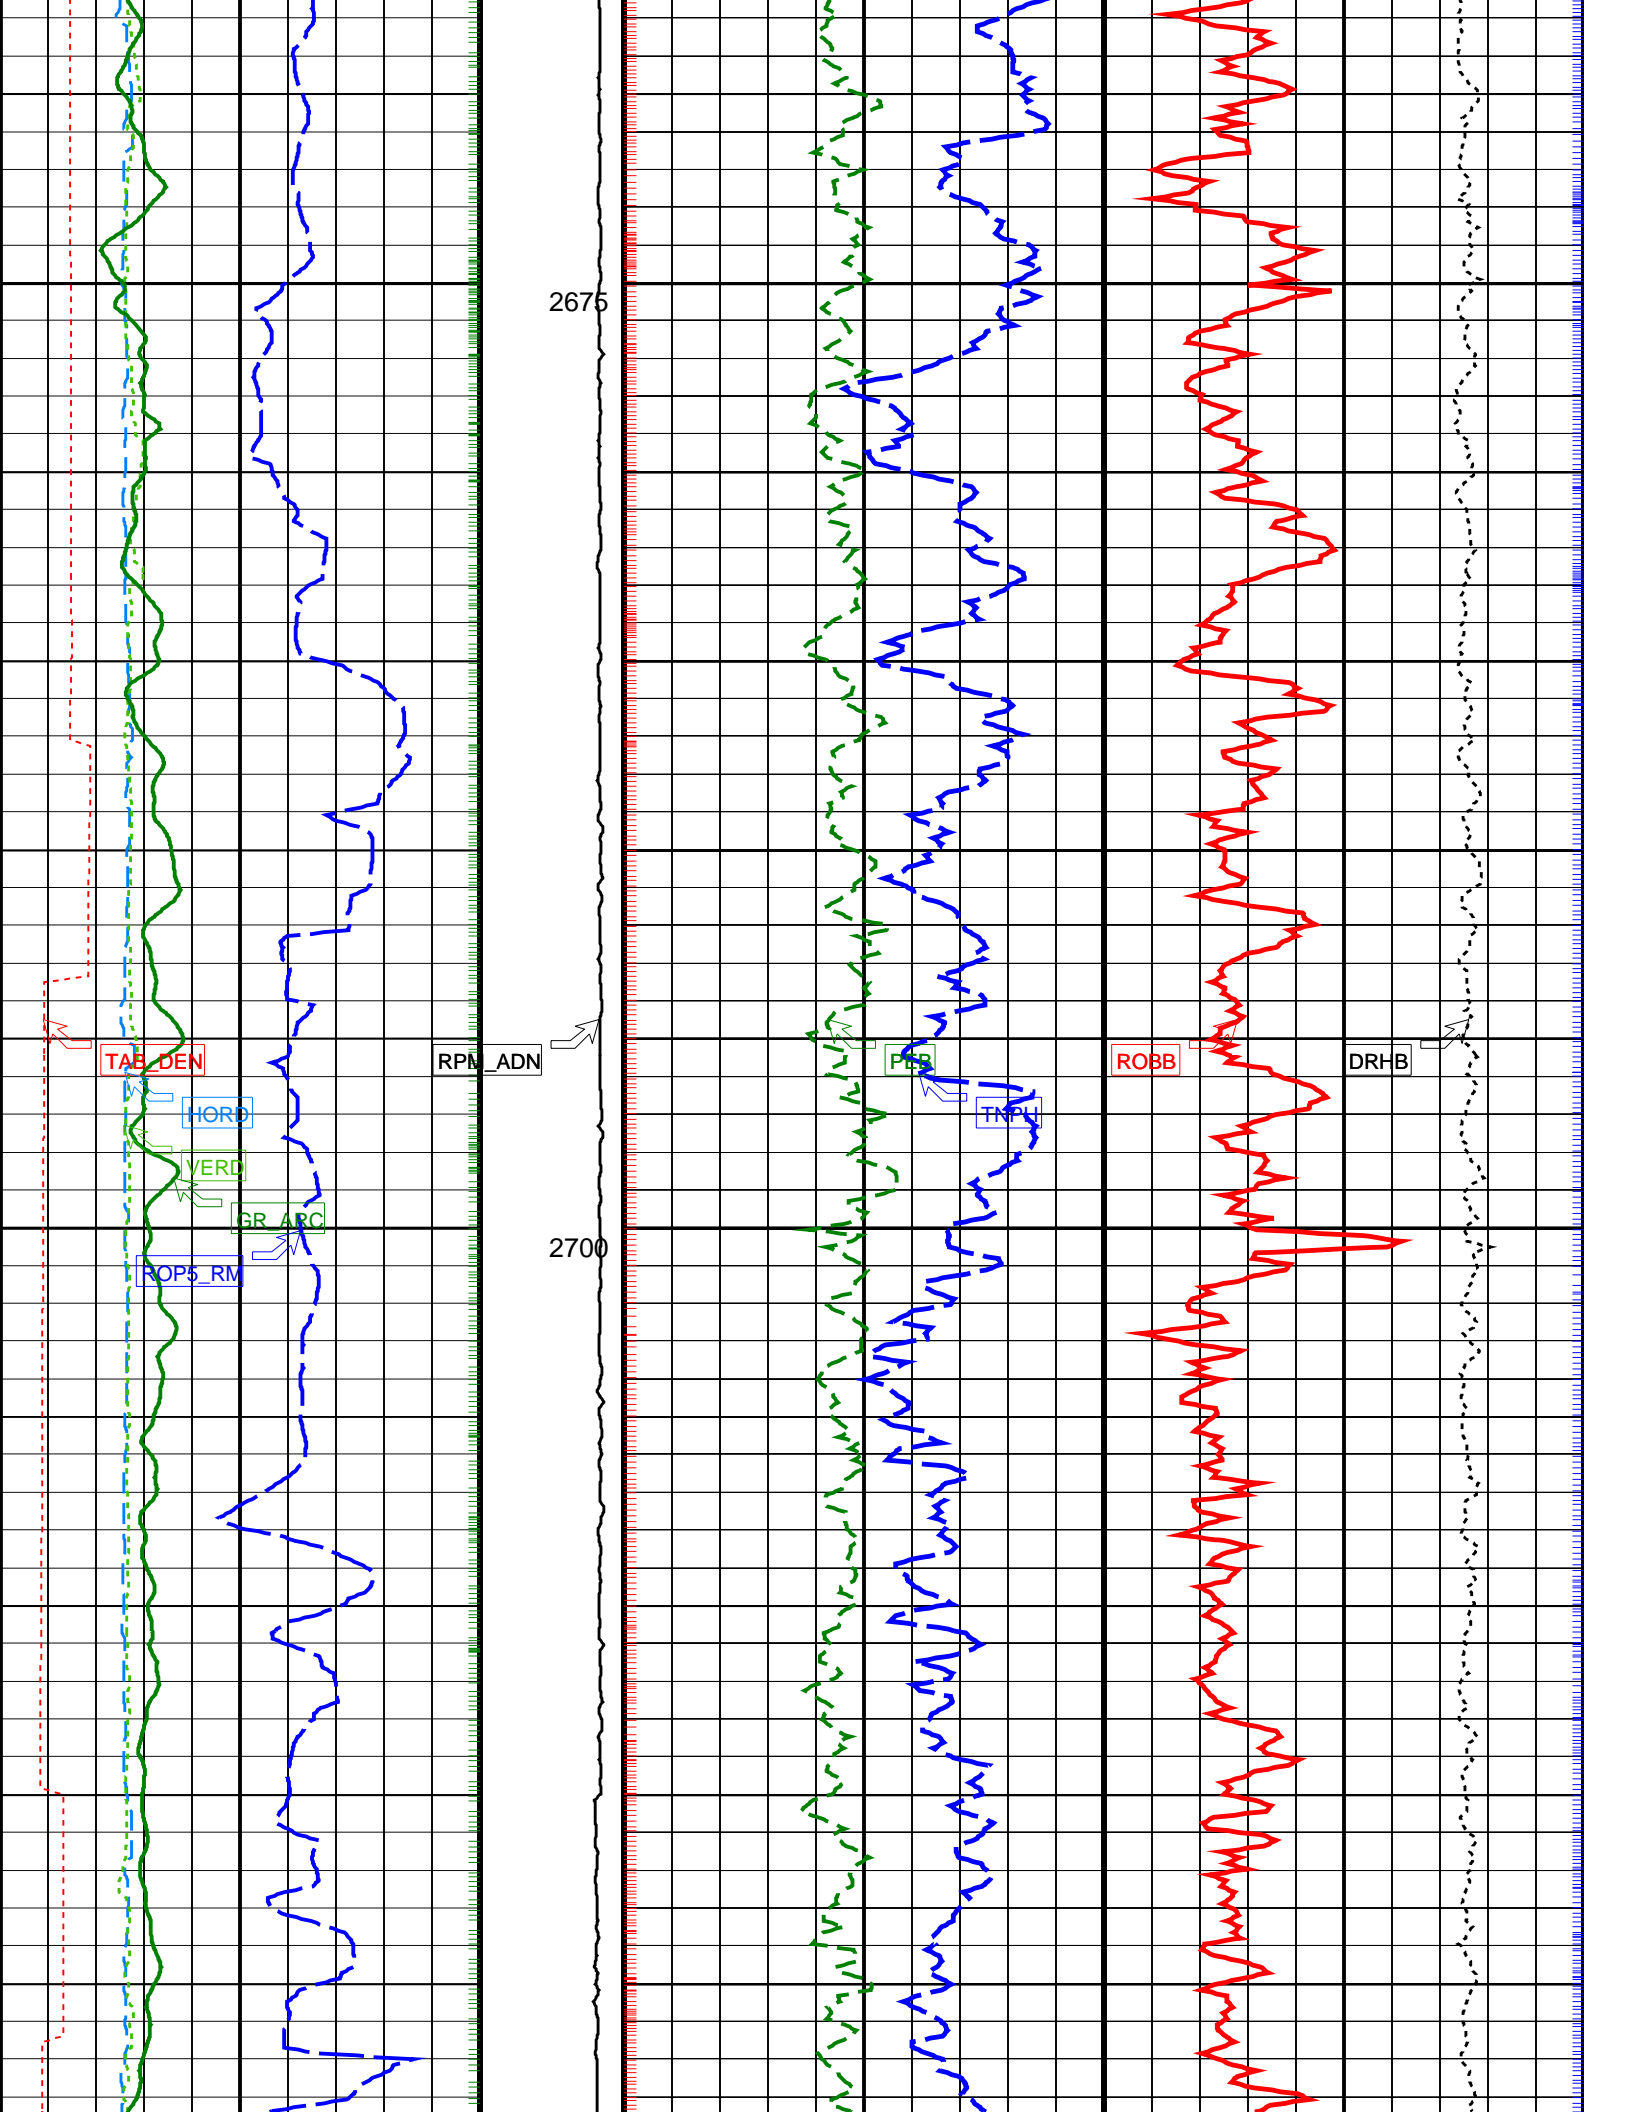 2675
TAB_DEN
RPM_ADN
PEB
ROBB
DRHB
HORD
TNPH
VERD
GR_ARC
2700
ROP5_RM